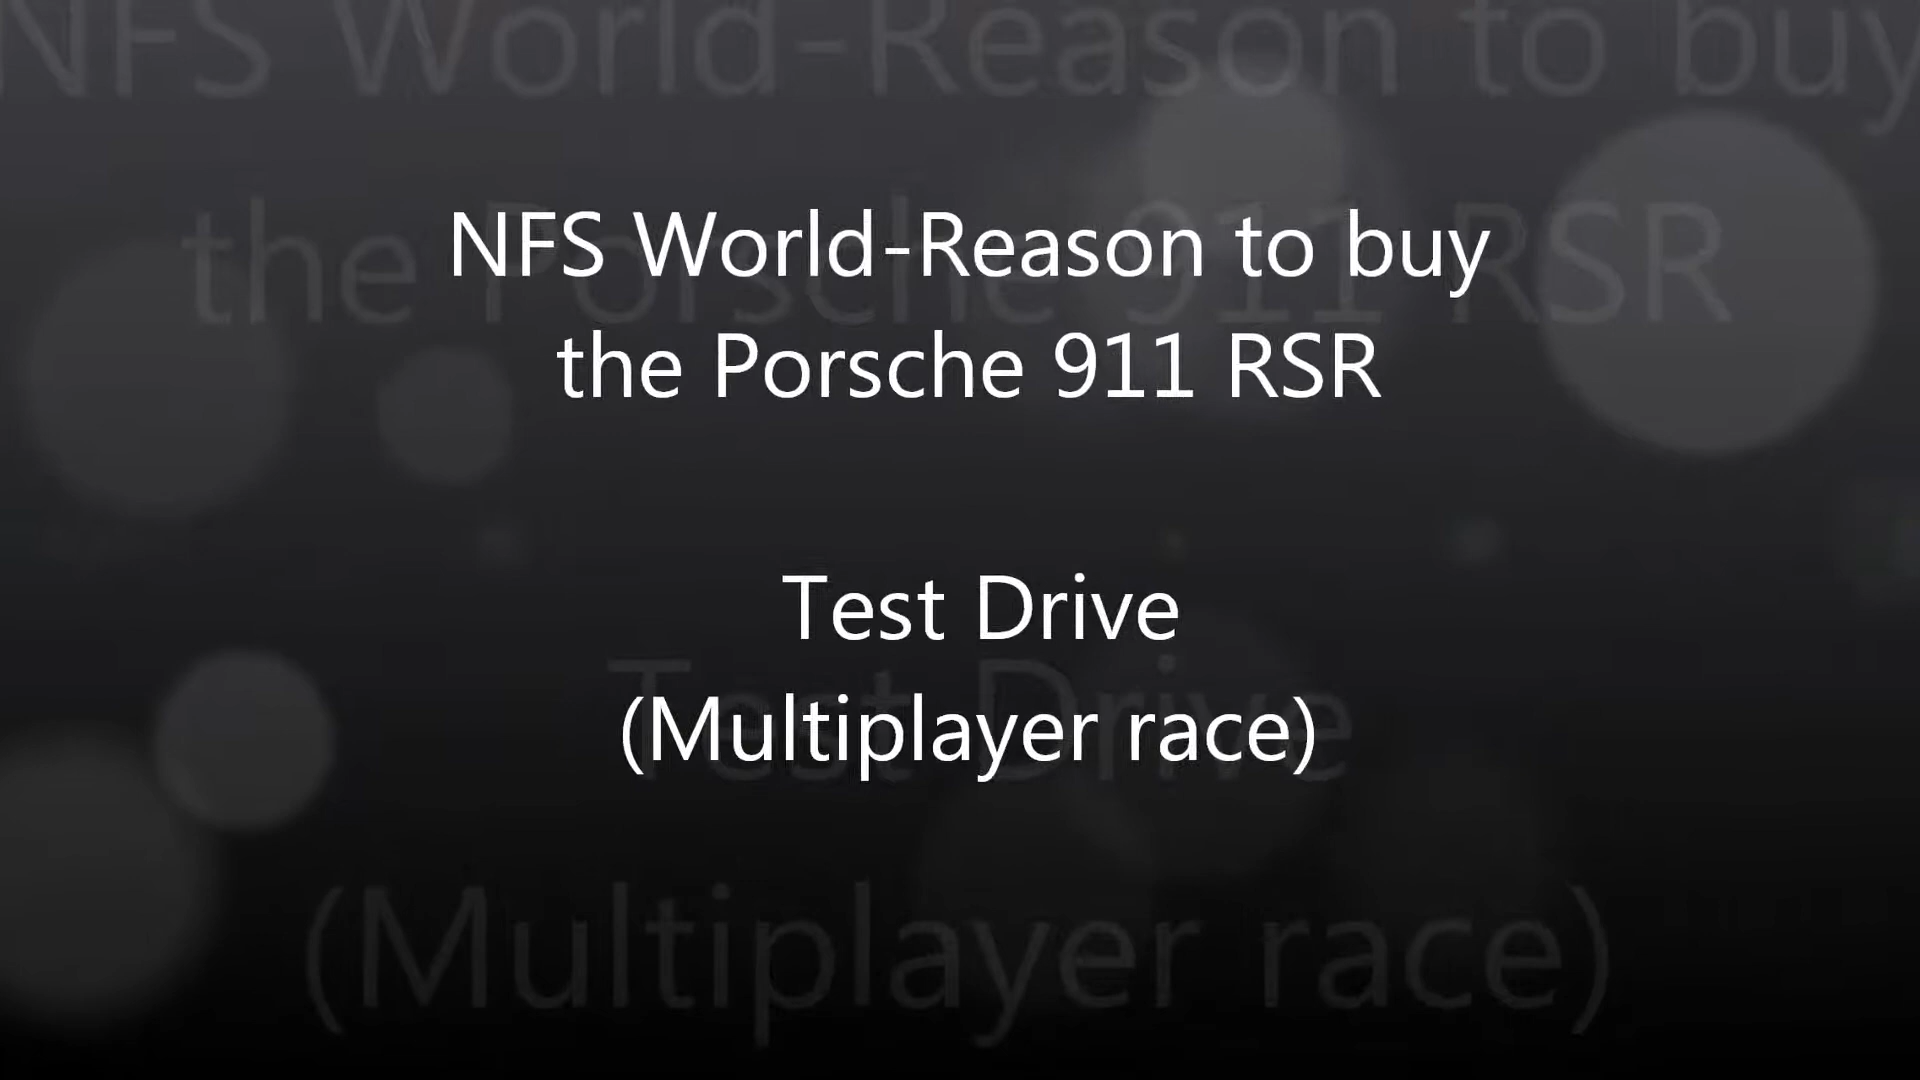 NFS World-Reason to buy
the Porsche 911 RSR
Test Drive
(Multiplayer race)